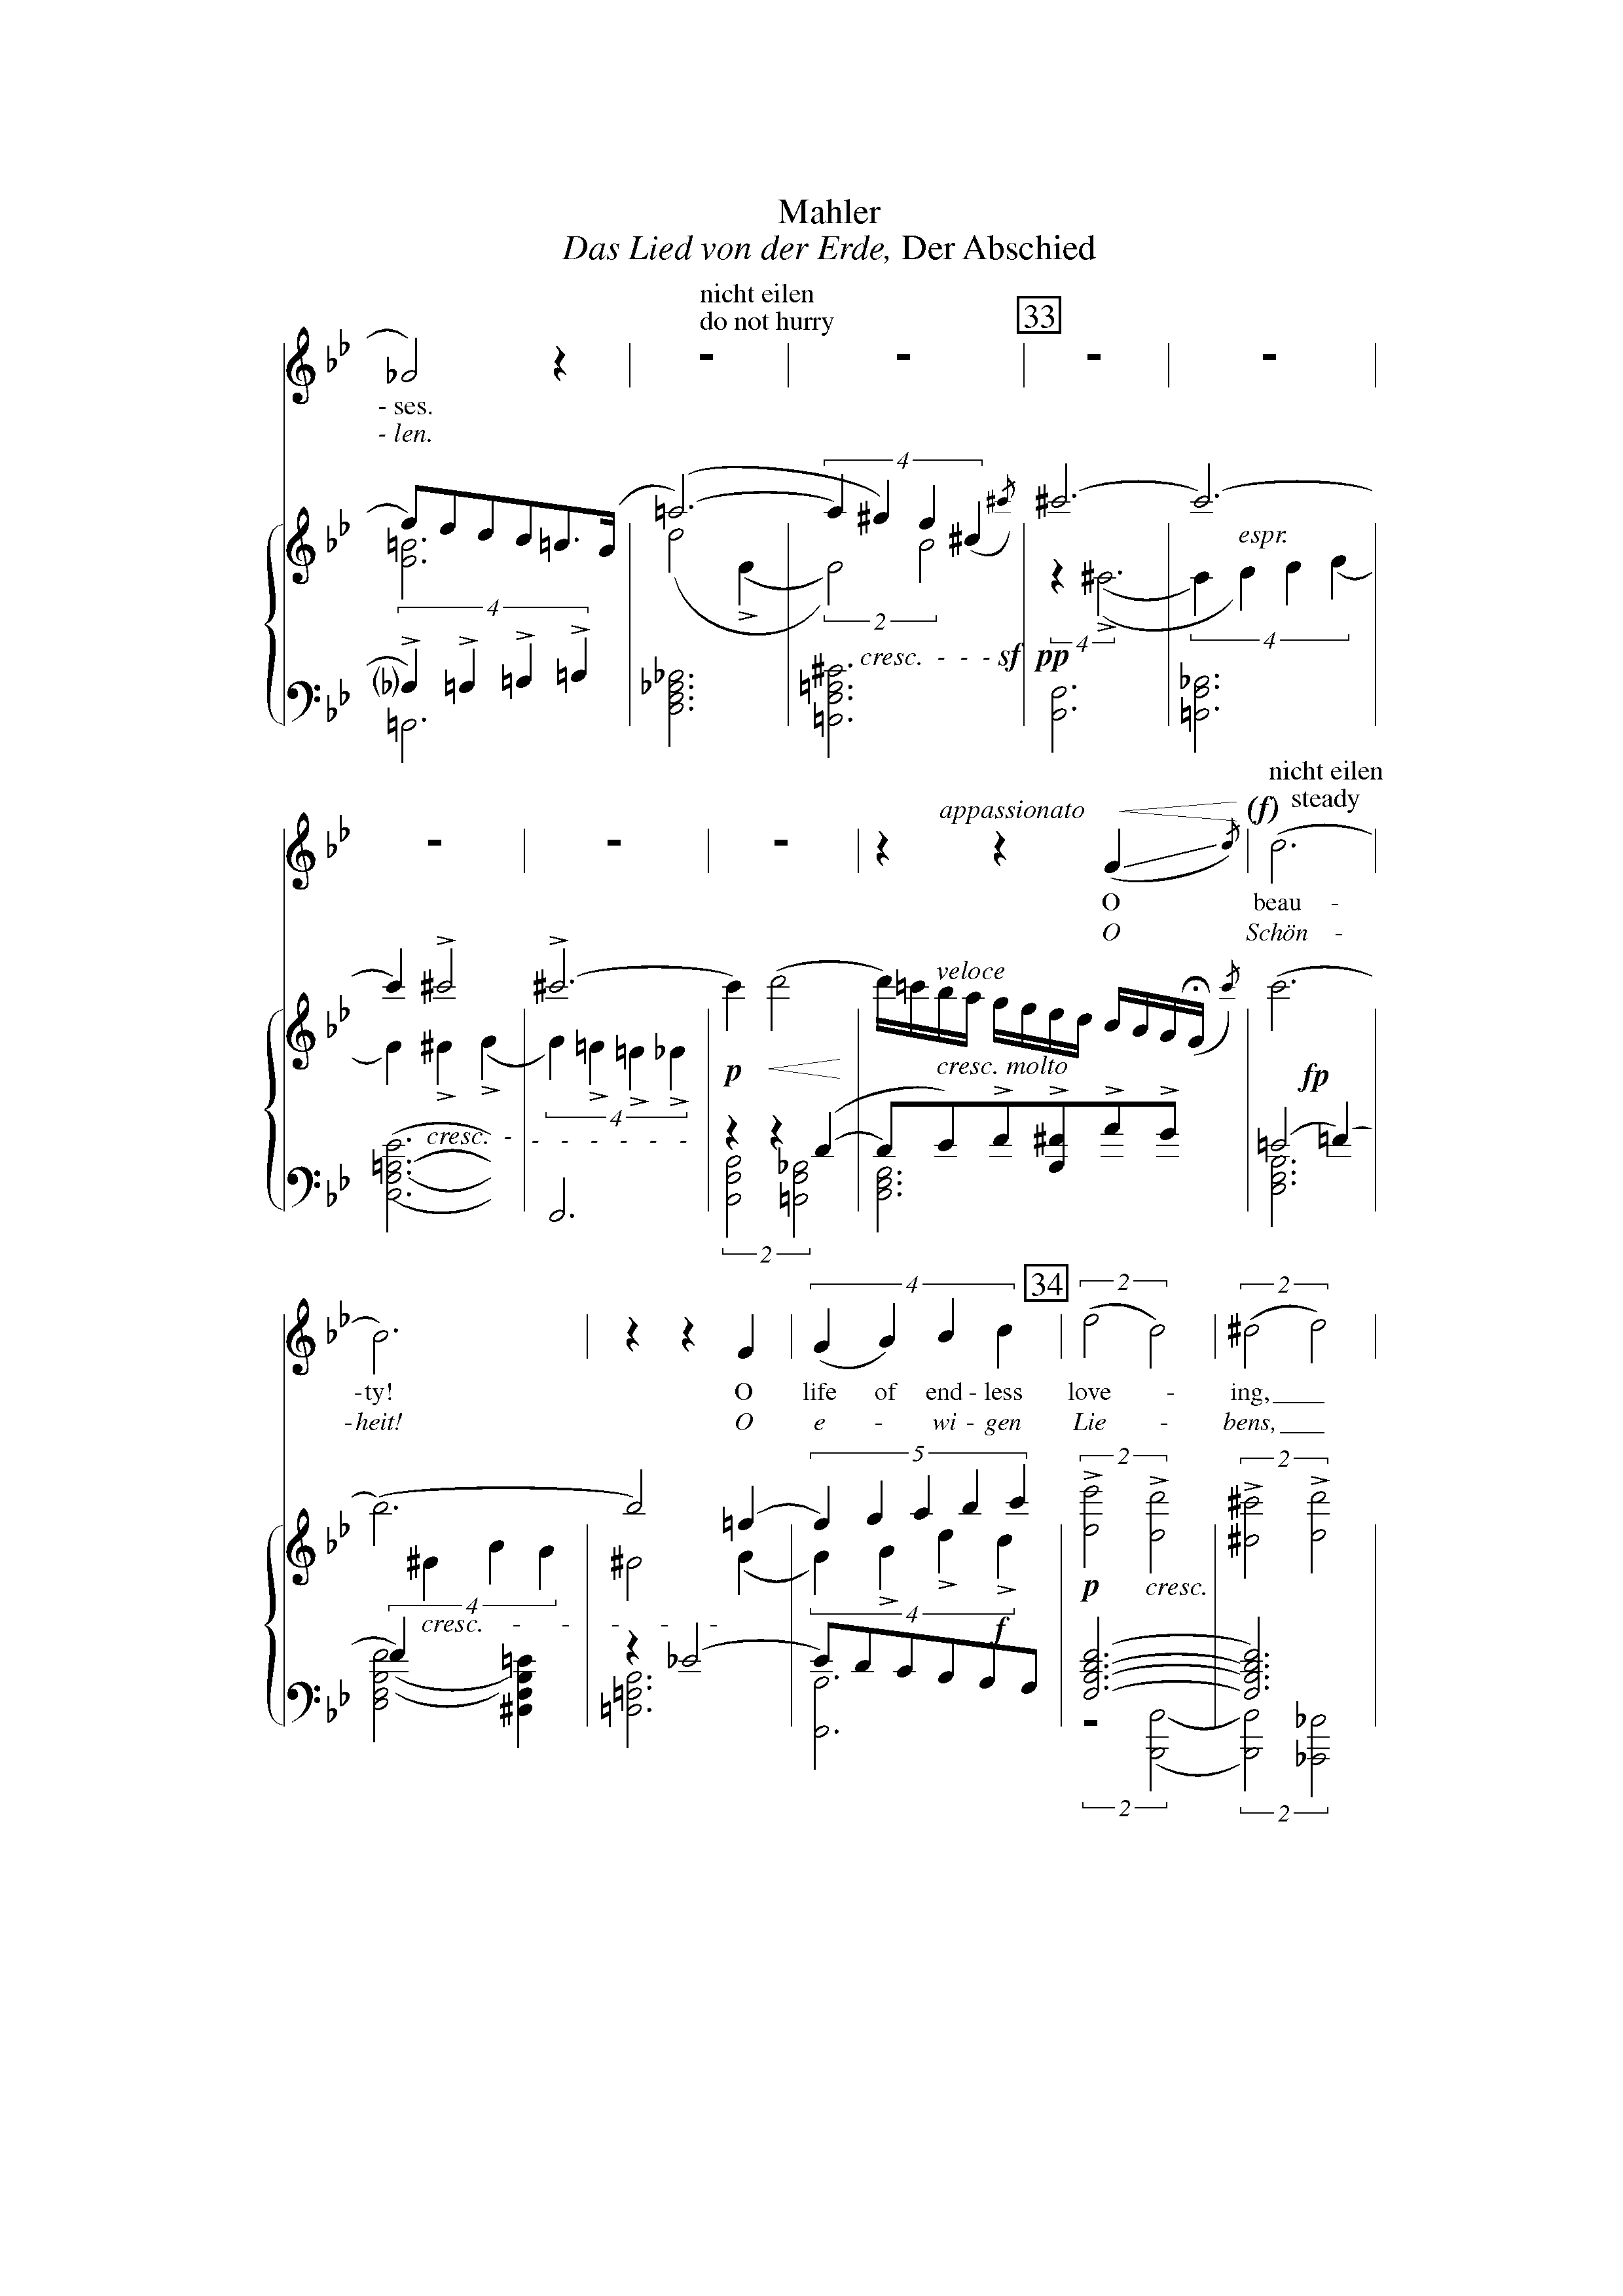 Mahler
Das Lied von der Erde, Der Abschied
nicht eilen
do not hurry
33
- ses.
- len.
4
4
espr.
2
4
4
cresc. - - - sf pp
nicht eilen
steady
appassionato
(f)
O beau -
O Schön -
veloce
p
cresc. molto
fp
4
cresc. - - - - - -
2
4
34
2
2
-ty! O life of end - less love - ing,
-heit! O e - wi - gen Lie - bens,
5
2
2
p cresc.
4
4
cresc. - - - - -
f
2
2